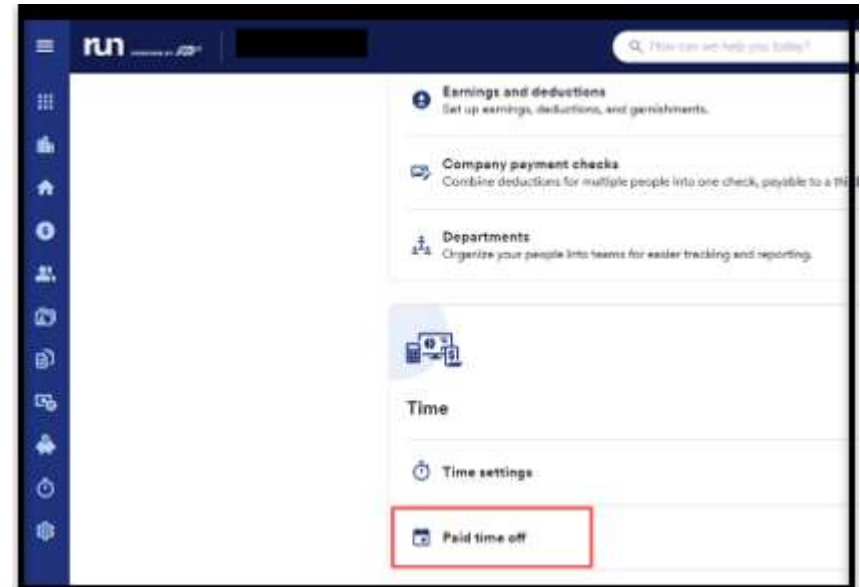 run
How can we help you today?
Earnings and deductions
Set up earnings, deductions, and garnishments.
Company payment checks
Combine deductions for multiple people into one check, payable to a
Departments
Organize your people into teams for easier tracking and reporting.
Time
Time settings
Paid time off